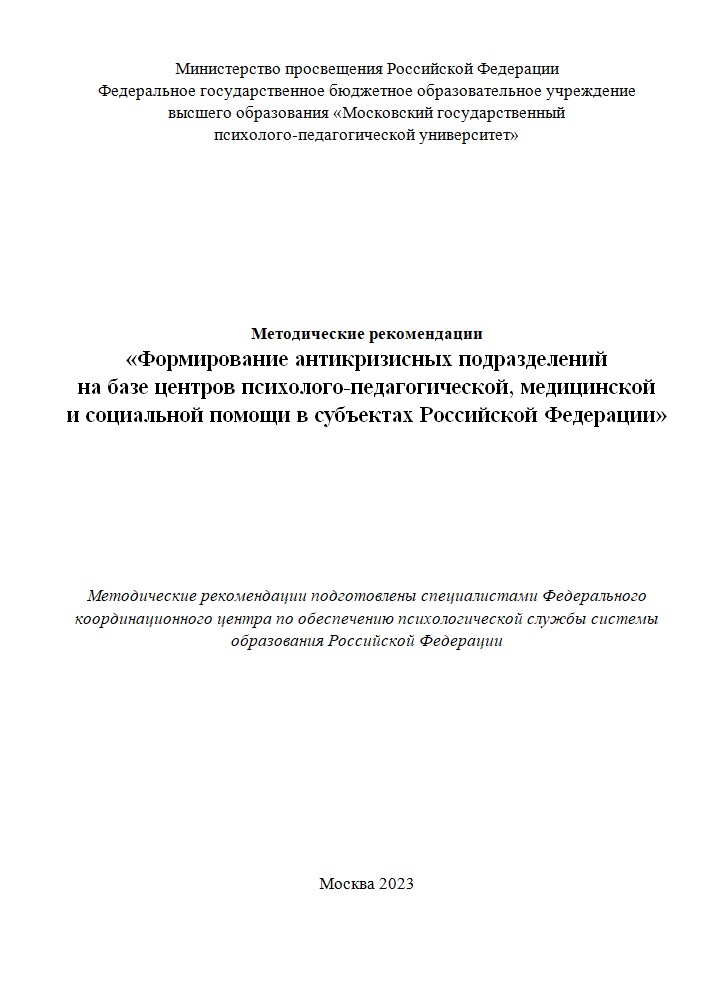 Министерство просвещения Российской Федерации
Федеральное государственное бюджетное образовательное учреждение
высшего образования «Московский государственный
психолого-педагогической университет»
Методические рекомендации
«Формирование антикризисных подразделений
на базе центров психолого-педагогической, медицинской
и социальной помощи в субъектах Российской Федерации»
Методические рекомендации подготовлены специалистами Федерального
координационного центра по обеспечению психологической службы системы
образования Российской Федерации
Москва 2023